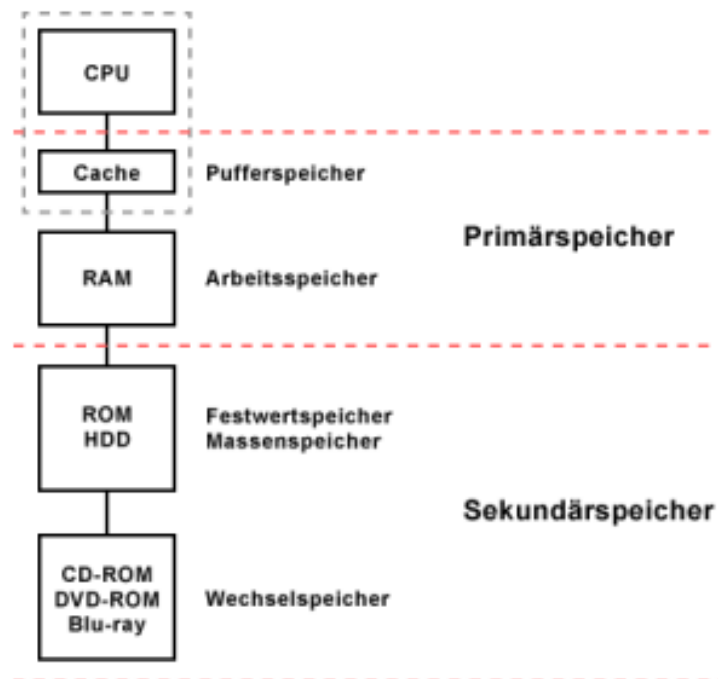 CPU
Cache
Pufferspeicher
Primärspeicher
RAM
Arbeitsspeicher
ROM
HDD
Festwertspeicher
Massenspeicher
Sekundärspeicher
CD-ROM
DVD-ROM
Blu-ray
Wechselspeicher